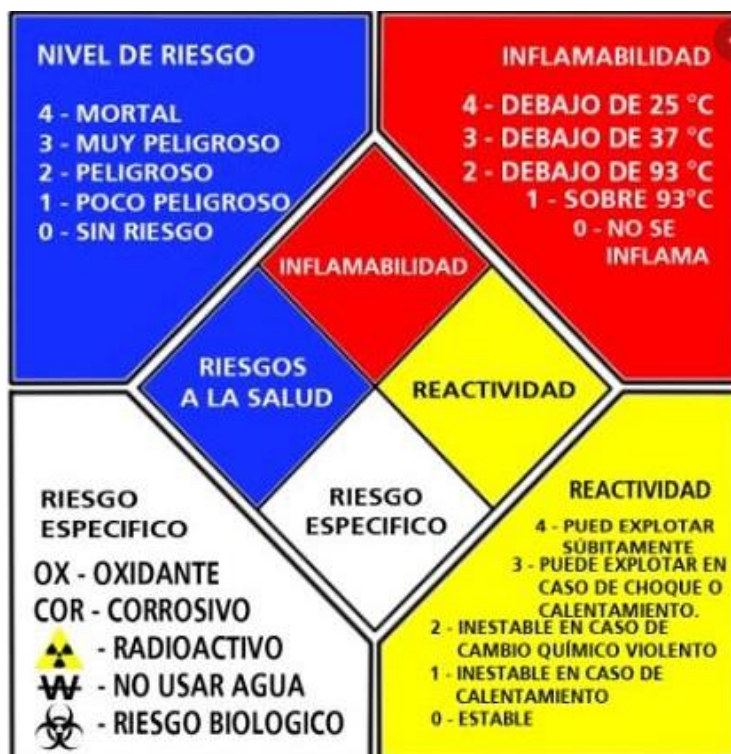 NIVEL DE RIESGO
4 - MORTAL
3 - MUY PELIGROSO
2 - PELIGROSO
1 - POCO PELIGROSO
0 - SIN RIESGO
INFLAMABILIDAD
4 - DEBAJO DE 25 °C
3 - DEBAJO DE 37 °C
2 - DEBAJO DE 93 °C
1 - SOBRE 93°C
0 - NO SE
INFLAMA
INFLAMABILIDAD
RIESGOS
A LA SALUD
REACTIVIDAD
RIESGO
ESPECIFICO
RIESGO
ESPECIFICO
OX - OXIDANTE
COR - CORROSIVO
- RADIOACTIVO
W - NO USAR AGUA
- RIESGO BIOLOGICO
REACTIVIDAD
4 - PUED EXPLOTAR
SÚBITAMENTE
3 - PUEDE EXPLOTAR EN
CASO DE CHOQUE O
CALENTAMIENTO.
2 - INESTABLE EN CASO DE
CAMBIO QUÍMICO VIOLENTO
1 - INESTABLE EN CASO DE
CALENTAMIENTO
0 - ESTABLE